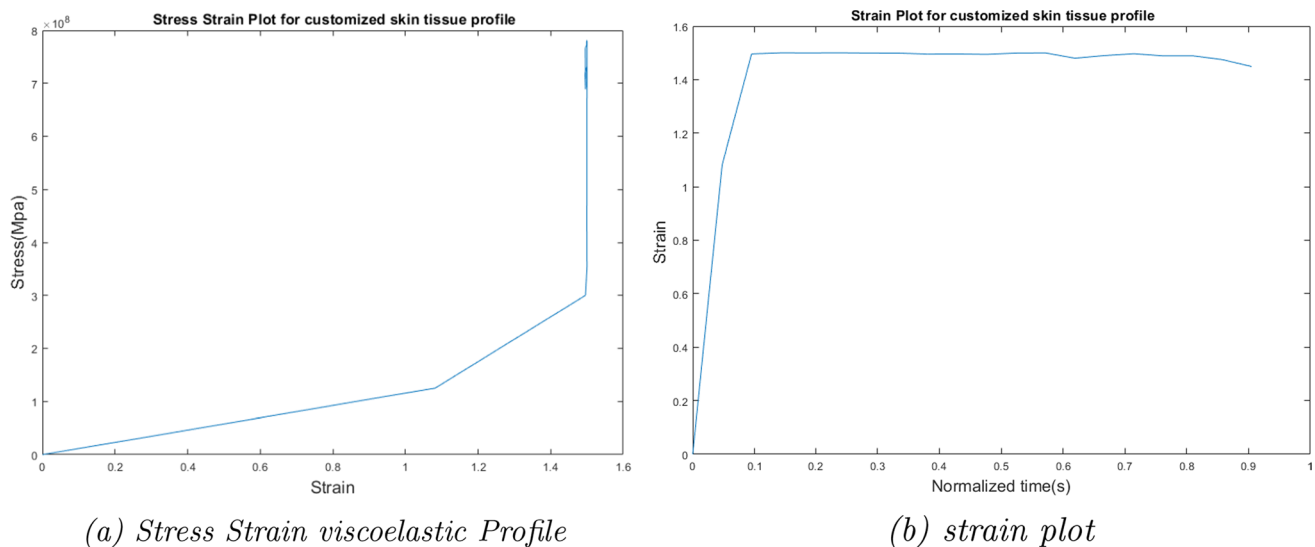 Stress Strain Plot for customized skin tissue profile
×10⁸
8
7
6
5
4
3
2
1
0
Stress(Mpa)
0 0.2 0.4 0.6 0.8 1 1.2 1.4 1.6
Strain
(a) Stress Strain viscoelastic Profile
Strain Plot for customized skin tissue profile
1.6
1.4
1.2
1
0.8
0.6
0.4
0.2
0
Strain
0 0.1 0.2 0.3 0.4 0.5 0.6 0.7 0.8 0.9 1
Normalized time(s)
(b) strain plot